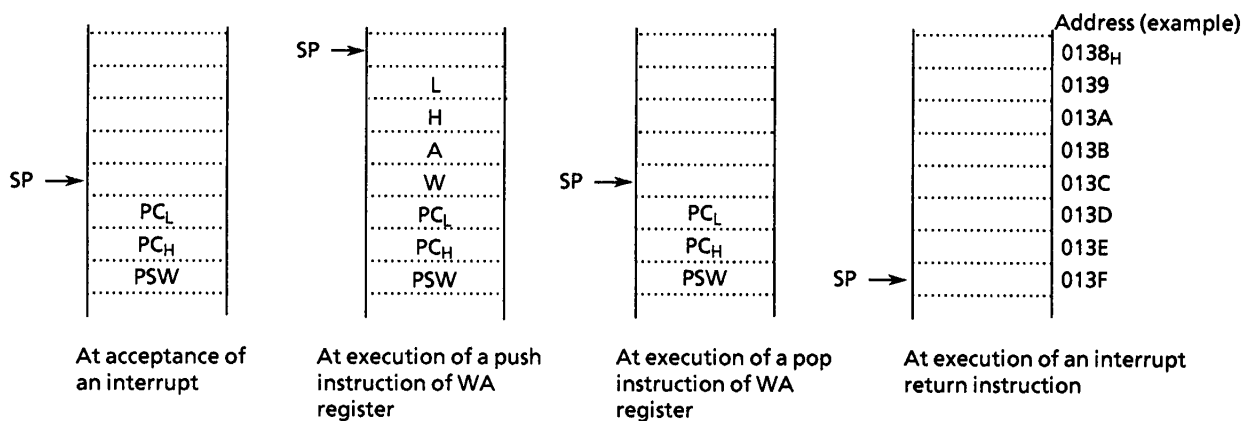 Address (example)
SP
0138H
L
0139
H
013A
A
013B
SP
W
SP
013C
PCL
PCL
PCL
013D
PCH
PCH
PCH
013E
PSW
PSW
PSW
SP
013F
At acceptance of
an interrupt
At execution of a push
instruction of WA
register
At execution of a pop
instruction of WA
register
At execution of an interrupt
return instruction